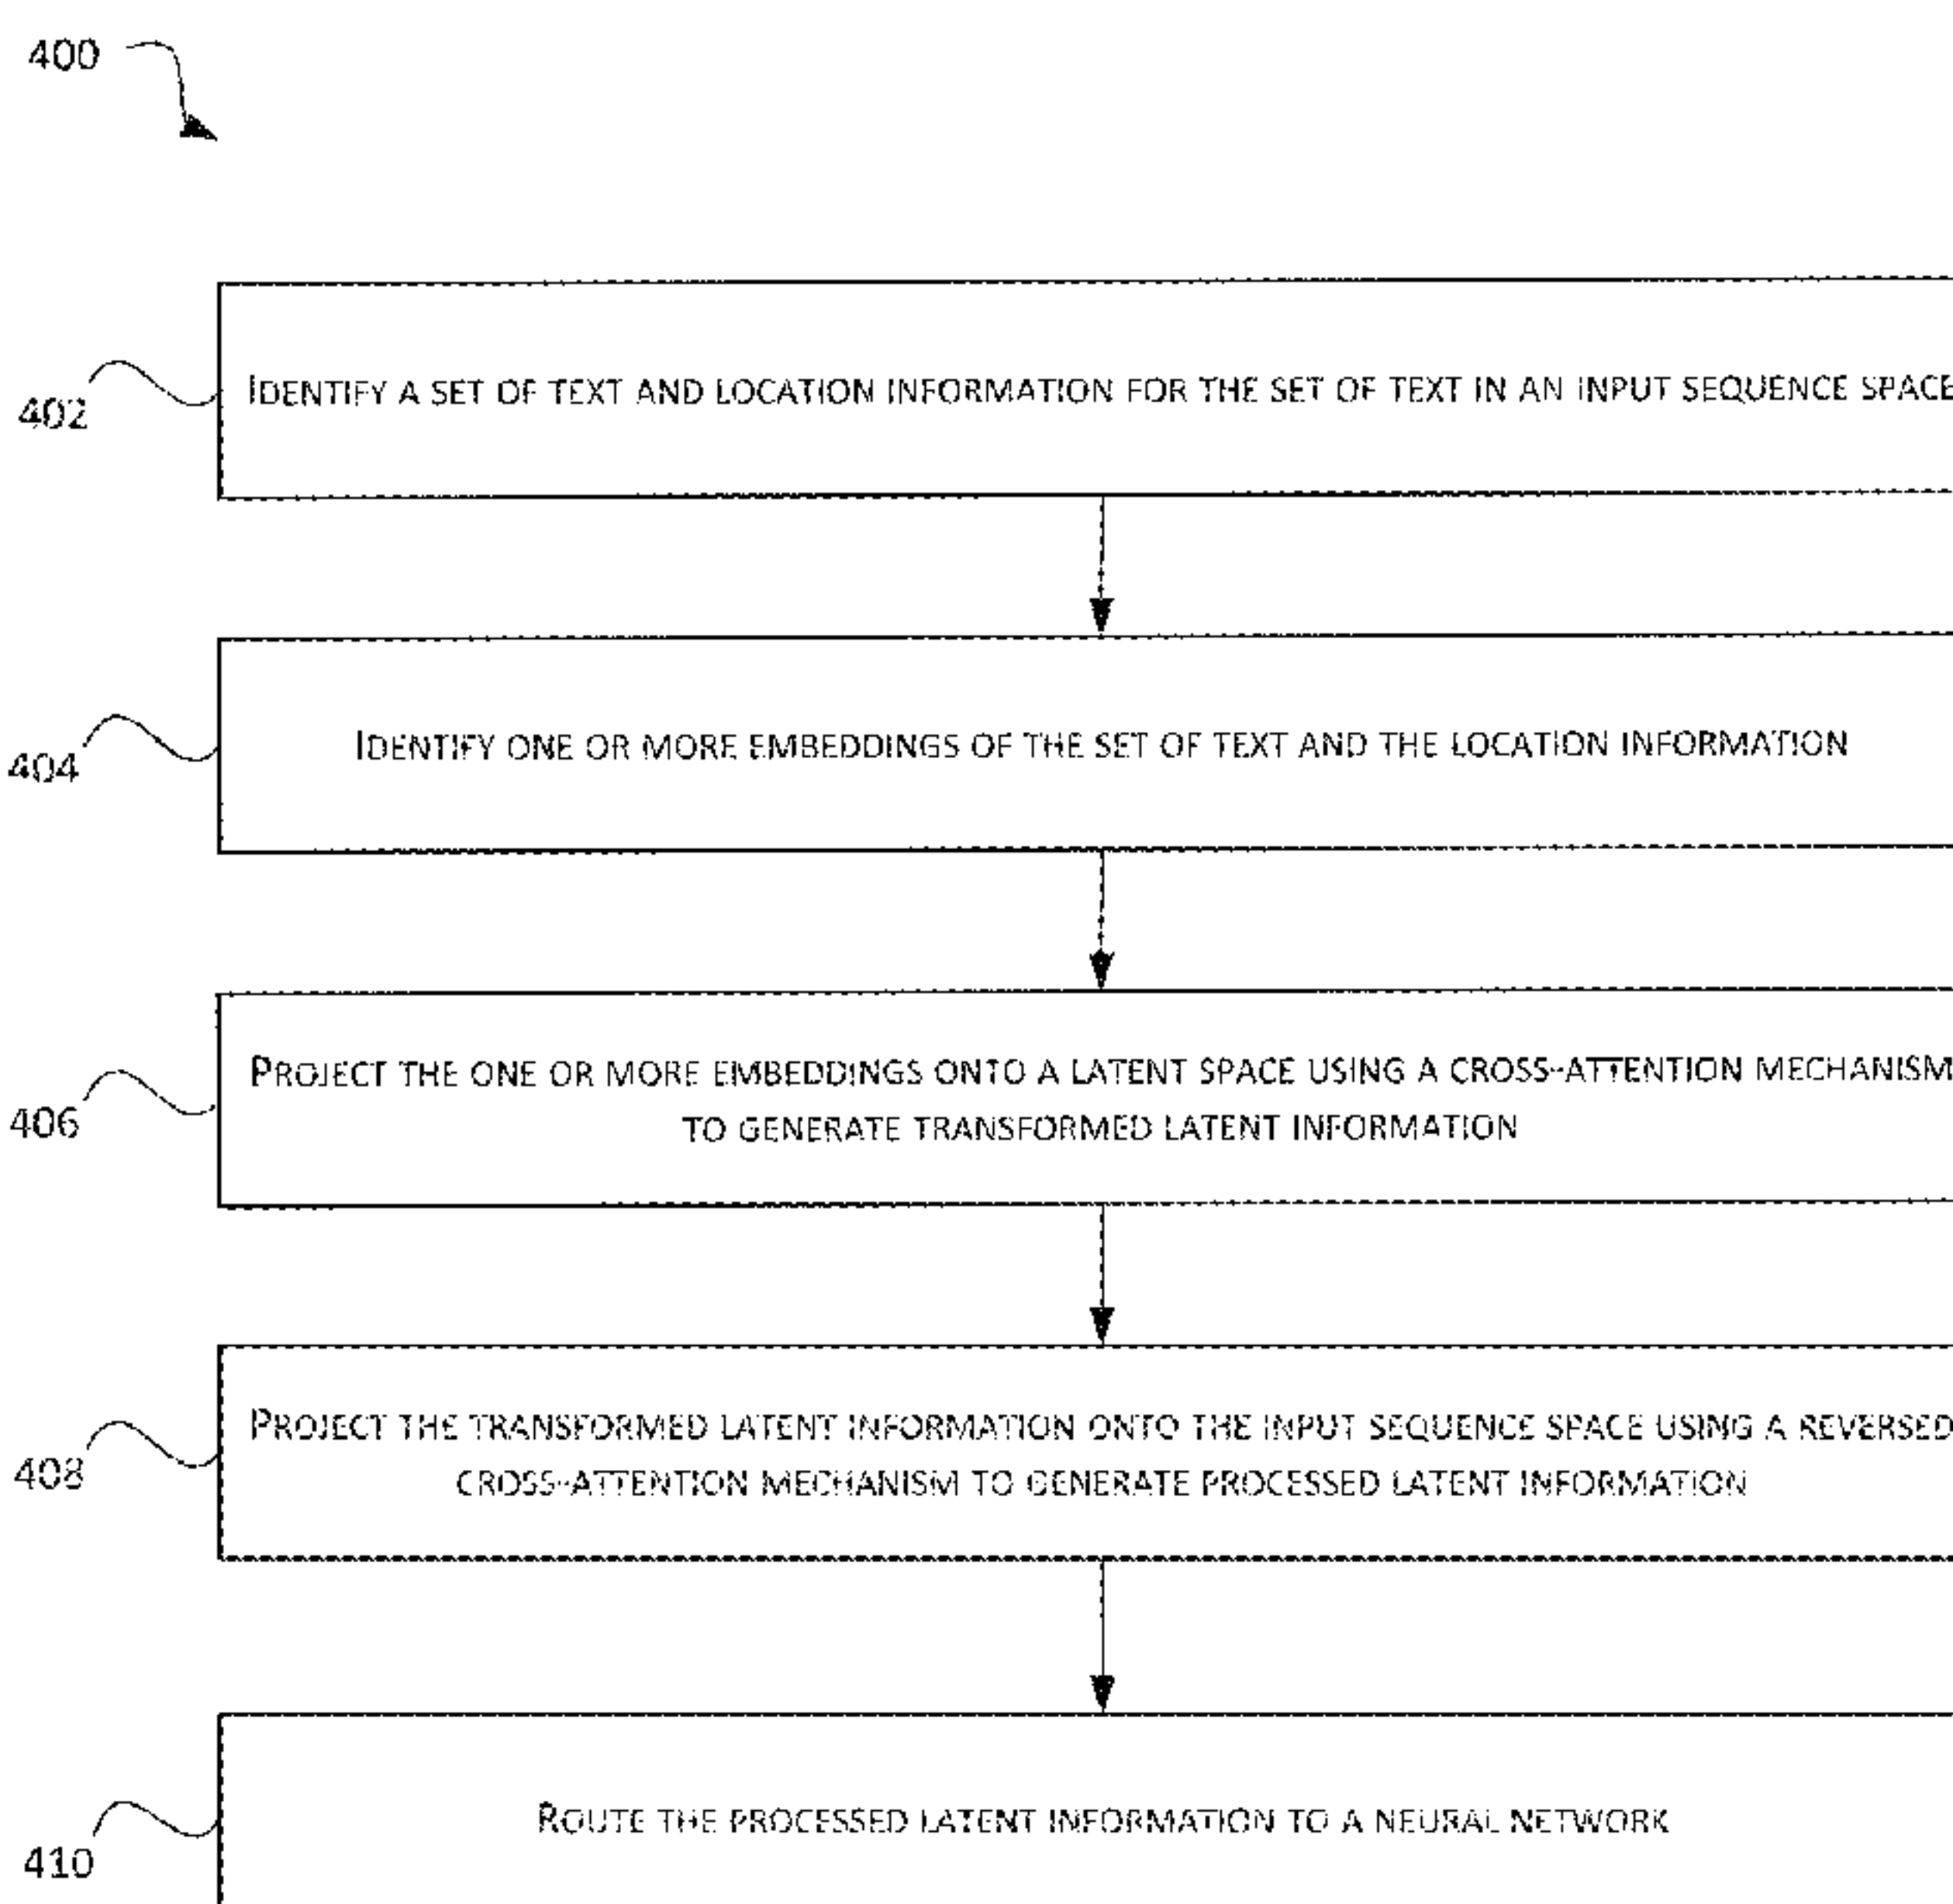 400
402
IDENTIFY A SET OF TEXT AND LOCATION INFORMATION FOR THE SET OF TEXT IN AN INPUT SEQUENCE SPACE
404
IDENTIFY ONE OR MORE EMBEDDINGS OF THE SET OF TEXT AND THE LOCATION INFORMATION
406
PROJECT THE ONE OR MORE EMBEDDINGS ONTO A LATENT SPACE USING A CROSS-ATTENTION MECHANISM
TO GENERATE TRANSFORMED LATENT INFORMATION
408
PROJECT THE TRANSFORMED LATENT INFORMATION ONTO THE INPUT SEQUENCE SPACE USING A REVERSED
CROSS-ATTENTION MECHANISM TO GENERATE PROCESSED LATENT INFORMATION
410
ROUTE THE PROCESSED LATENT INFORMATION TO A NEURAL NETWORK